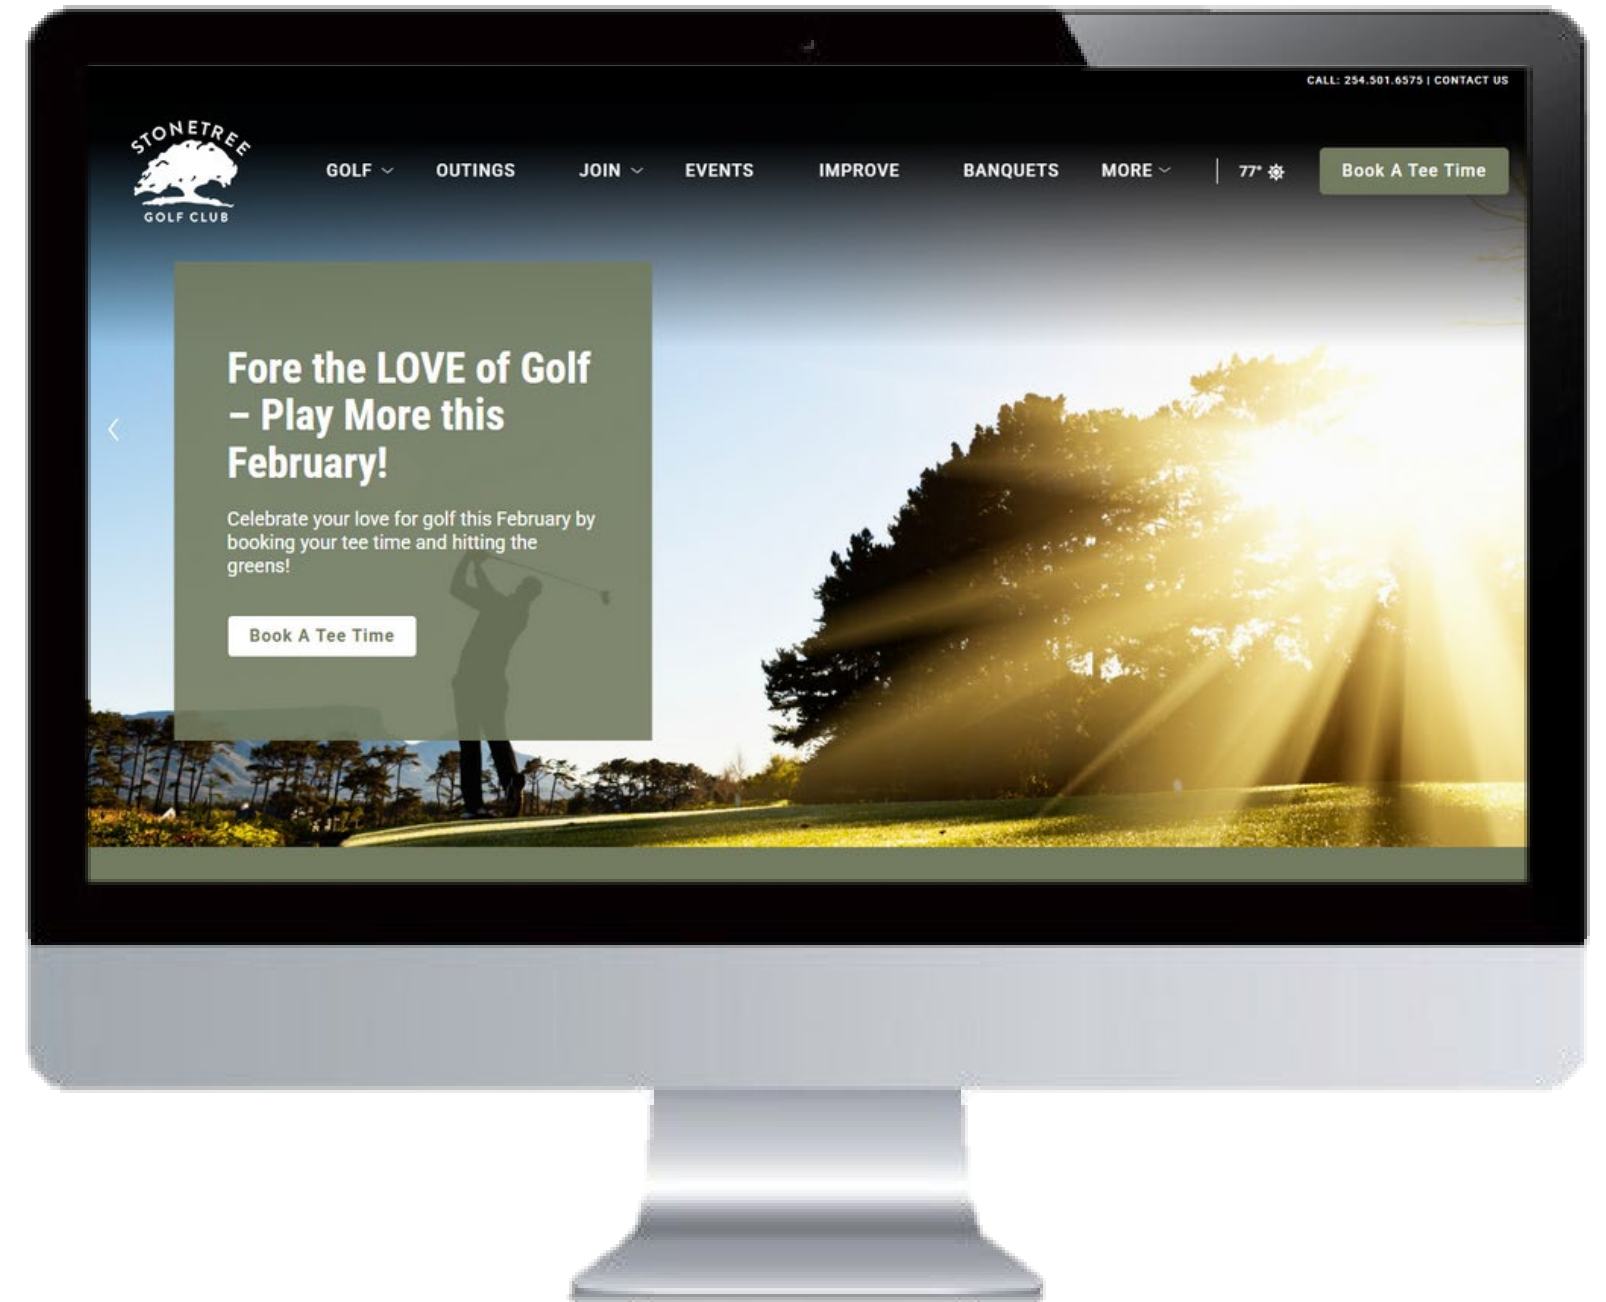 CALL: 254.501.6575 | CONTACT US
STONETREE
GOLF CLUB
GOLF OUTINGS JOIN EVENTS IMPROVE BANQUETS MORE 77° Book A Tee Time
Fore the LOVE of Golf
– Play More this
February!
Celebrate your love for golf this February by
booking your tee time and hitting the
greens!
Book A Tee Time